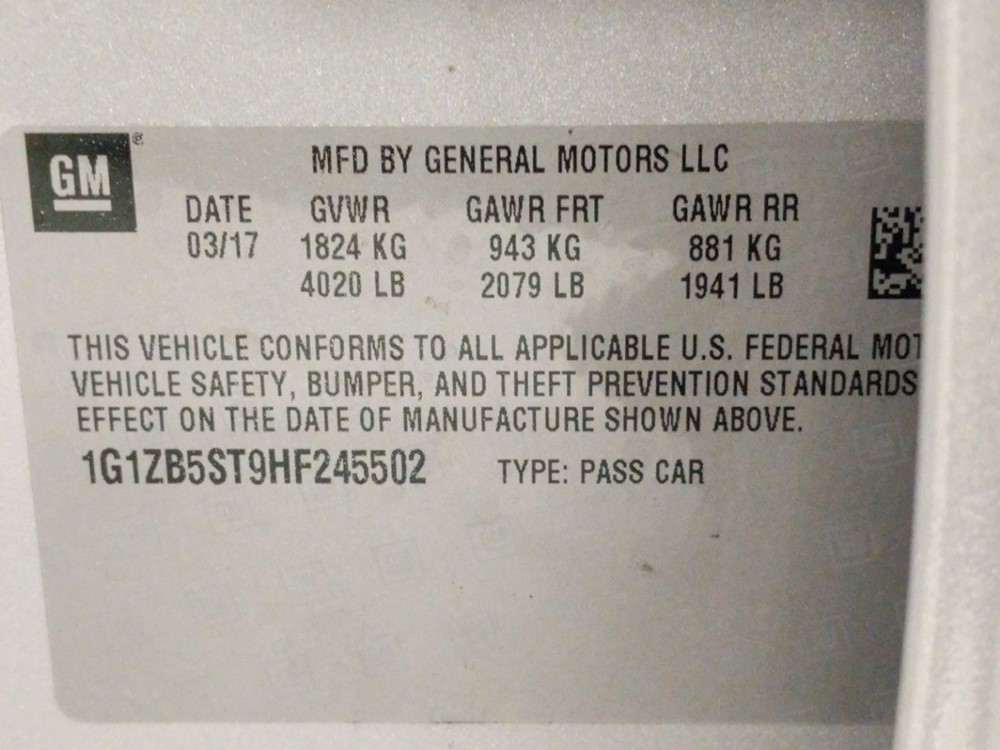 GM ®
MFD BY GENERAL MOTORS LLC
DATE GVWR GAWR FRT GAWR RR
03/17 1824 KG 943 KG 881 KG
4020 LB 2079 LB 1941 LB
THIS VEHICLE CONFORMS TO ALL APPLICABLE U.S. FEDERAL MOT
VEHICLE SAFETY, BUMPER, AND THEFT PREVENTION STANDARDS
EFFECT ON THE DATE OF MANUFACTURE SHOWN ABOVE.
1G1ZB5ST9HF245502 TYPE: PASS CAR